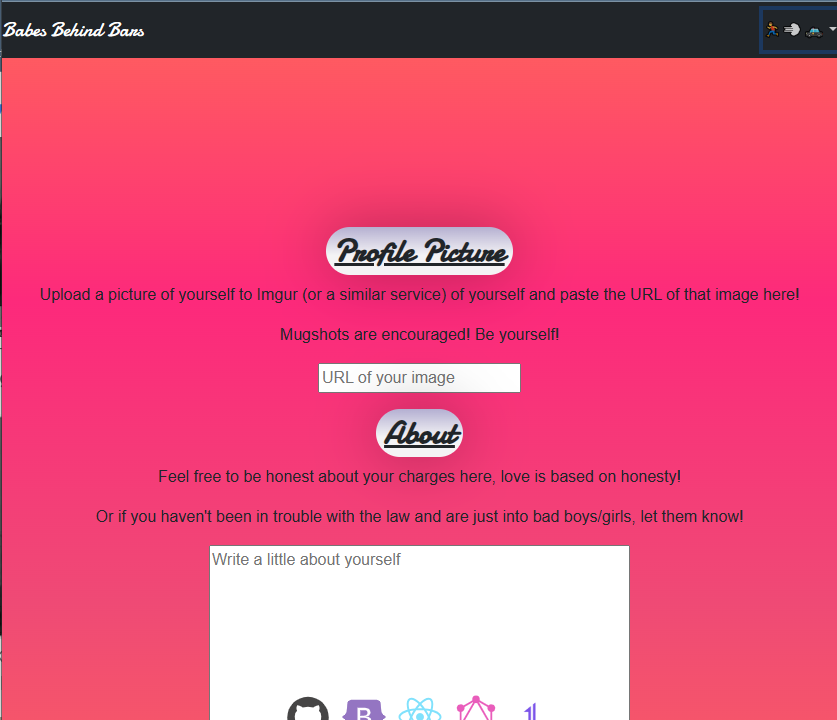 Babes Behind Bars
Profile Picture
Upload a picture of yourself to Imgur (or a similar service) of yourself and paste the URL of that image here!
Mugshots are encouraged! Be yourself!
URL of your image
About
Feel free to be honest about your charges here, love is based on honesty!
Or if you haven't been in trouble with the law and are just into bad boys/girls, let them know!
Write a little about yourself
B